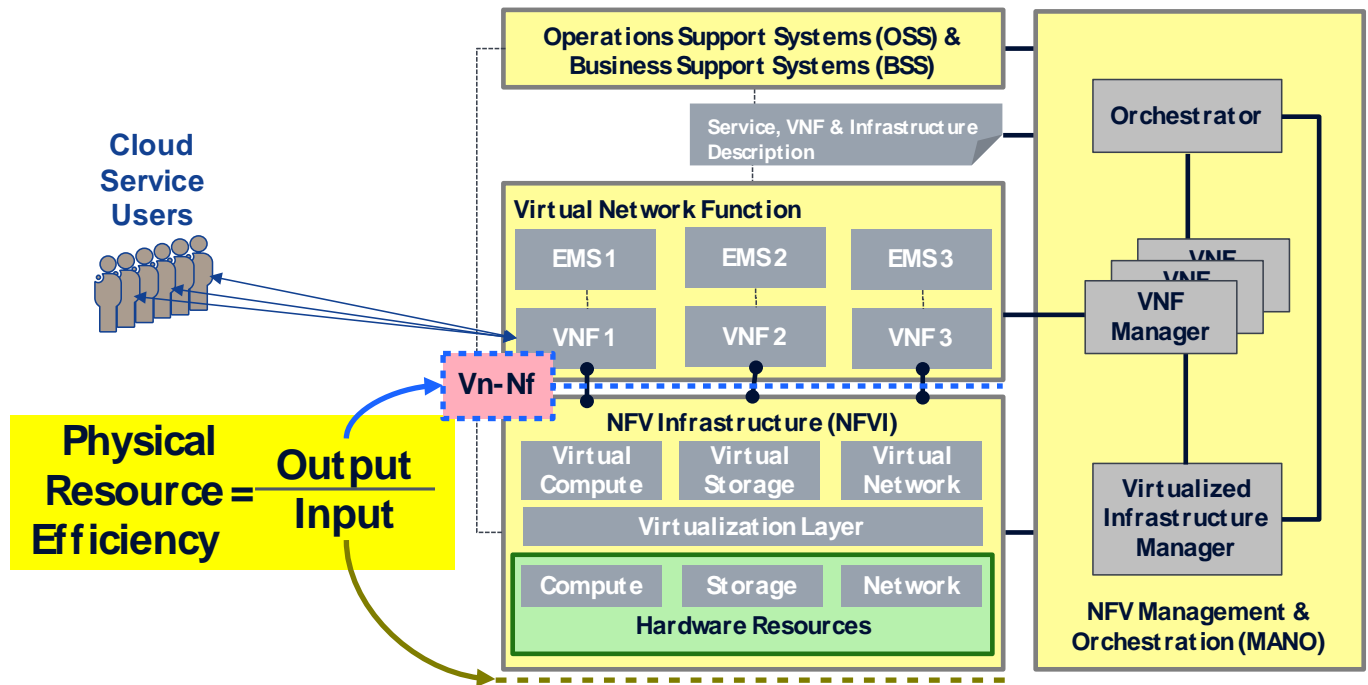 Operations Support Systems (OSS) &
Business Support Systems (BSS)
Service, VNF & Infrastructure
Description
Orchestrator
Cloud
Service
Users
Virtual Network Function
EMS 1
EMS 2
EMS 3
VNF
VNF
VNF
Manager
VNF 1
VNF 2
VNF 3
Vn-Nf
Physical
Resource
Efficiency
=
Output
Input
NFV Infrastructure (NFVI)
Virtual
Compute
Virtual
Storage
Virtual
Network
Virtualization Layer
Virtualized
Infrastructure
Manager
Compute
Storage
Network
Hardware Resources
NFV Management &
Orchestration (MANO)